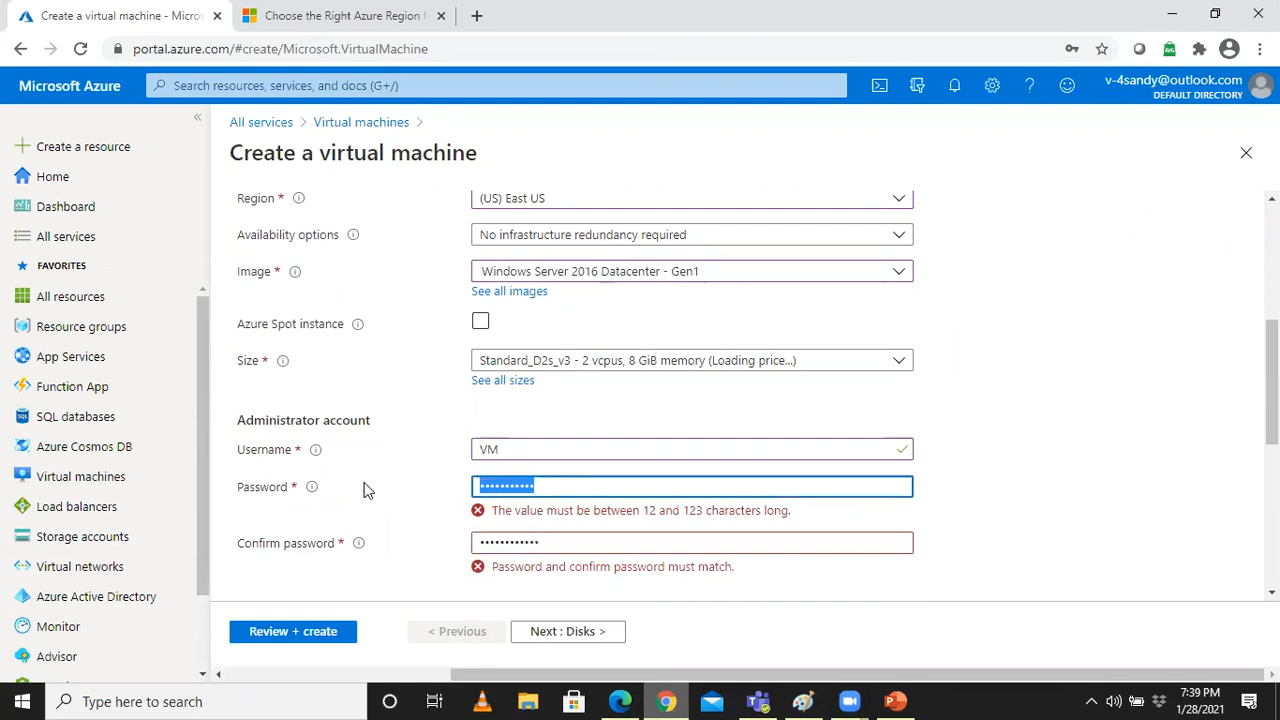 Create a virtual machine - Micros
Choose the Right Azure Region f
portal.azure.com/#create/Microsoft.VirtualMachine
Microsoft Azure
Search resources, services, and docs (G+/)
v-4sandy@outlook.com
DEFAULT DIRECTORY
All services > Virtual machines >
Create a virtual machine
Create a resource
Home
Dashboard
All services
FAVORITES
All resources
Resource groups
App Services
Function App
SQL databases
Azure Cosmos DB
Virtual machines
Load balancers
Storage accounts
Virtual networks
Azure Active Directory
Monitor
Advisor
Region * (US) East US
Availability options No infrastructure redundancy required
Image * Windows Server 2016 Datacenter - Gen1
See all images
Azure Spot instance
Size * Standard_D2s_v3 - 2 vcpus, 8 GiB memory (Loading price...)
See all sizes
Administrator account
Username * VM
Password * •••••••••••
The value must be between 12 and 123 characters long.
Confirm password * ••••••••••••
Password and confirm password must match.
Review + create
< Previous
Next : Disks >
Type here to search
7:39 PM
1/28/2021